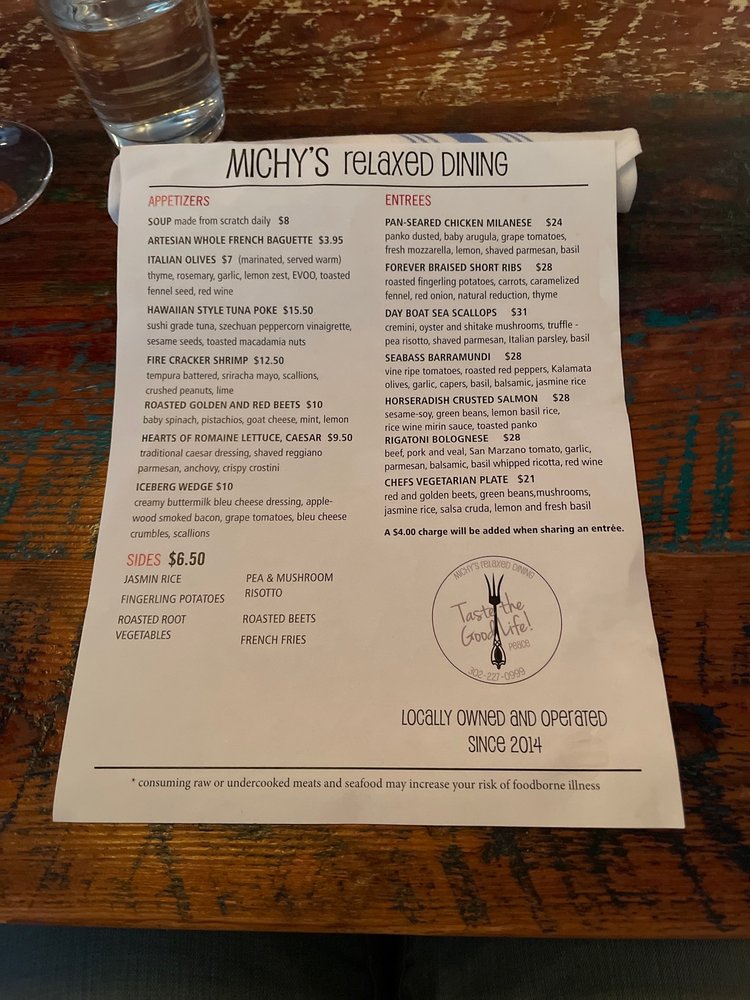 MICHY'S relaxed DINING
APPETIZERS
SOUP made from scratch daily $8
ARTESIAN WHOLE FRENCH BAGUETTE $3.95
ITALIAN OLIVES $7 (marinated, served warm)
thyme, rosemary, garlic, lemon zest, EVOO, toasted
fennel seed, red wine
HAWAIIAN STYLE TUNA POKE $15.50
sushi grade tuna, szechuan peppercorn vinaigrette,
sesame seeds, toasted macadamia nuts
FIRE CRACKER SHRIMP $12.50
tempura battered, sriracha mayo, scallions,
crushed peanuts, lime
ROASTED GOLDEN AND RED BEETS $10
baby spinach, pistachios, goat cheese, mint, lemon
HEARTS OF ROMAINE LETTUCE, CAESAR $9.50
traditional caesar dressing, shaved reggiano
parmesan, anchovy, crispy crostini
ICEBERG WEDGE $10
creamy buttermilk bleu cheese dressing, apple-
wood smoked bacon, grape tomatoes, bleu cheese
crumbles, scallions
SIDES $6.50
JASMIN RICE
FINGERLING POTATOES
ROASTED ROOT
VEGETABLES
PEA & MUSHROOM
RISOTTO
ROASTED BEETS
FRENCH FRIES
ENTREES
PAN-SEARED CHICKEN MILANESE $24
panko dusted, baby arugula, grape tomatoes,
fresh mozzarella, lemon, shaved parmesan, basil
FOREVER BRAISED SHORT RIBS $28
roasted fingerling potatoes, carrots, caramelized
fennel, red onion, natural reduction, thyme
DAY BOAT SEA SCALLOPS $31
cremini, oyster and shitake mushrooms, truffle -
pea risotto, shaved parmesan, Italian parsley, basil
SEABASS BARRAMUNDI $28
vine ripe tomatoes, roasted red peppers, Kalamata
olives, garlic, capers, basil, balsamic, jasmine rice
HORSERADISH CRUSTED SALMON $28
sesame-soy, green beans, lemon basil rice,
rice wine mirin sauce, toasted panko
RIGATONI BOLOGNESE $28
beef, pork and veal, San Marzano tomato, garlic,
parmesan, balsamic, basil whipped ricotta, red wine
CHEFS VEGETARIAN PLATE $21
red and golden beets, green beans,mushrooms,
jasmine rice, salsa cruda, lemon and fresh basil
A $4.00 charge will be added when sharing an entrée.
MICHY'S relaxed DINING
Taste the
Good Life!
Peace
302-227-0999
LOCALLY OWNED AND OPERATED
SINCE 2014
* consuming raw or undercooked meats and seafood may increase your risk of foodborne illness